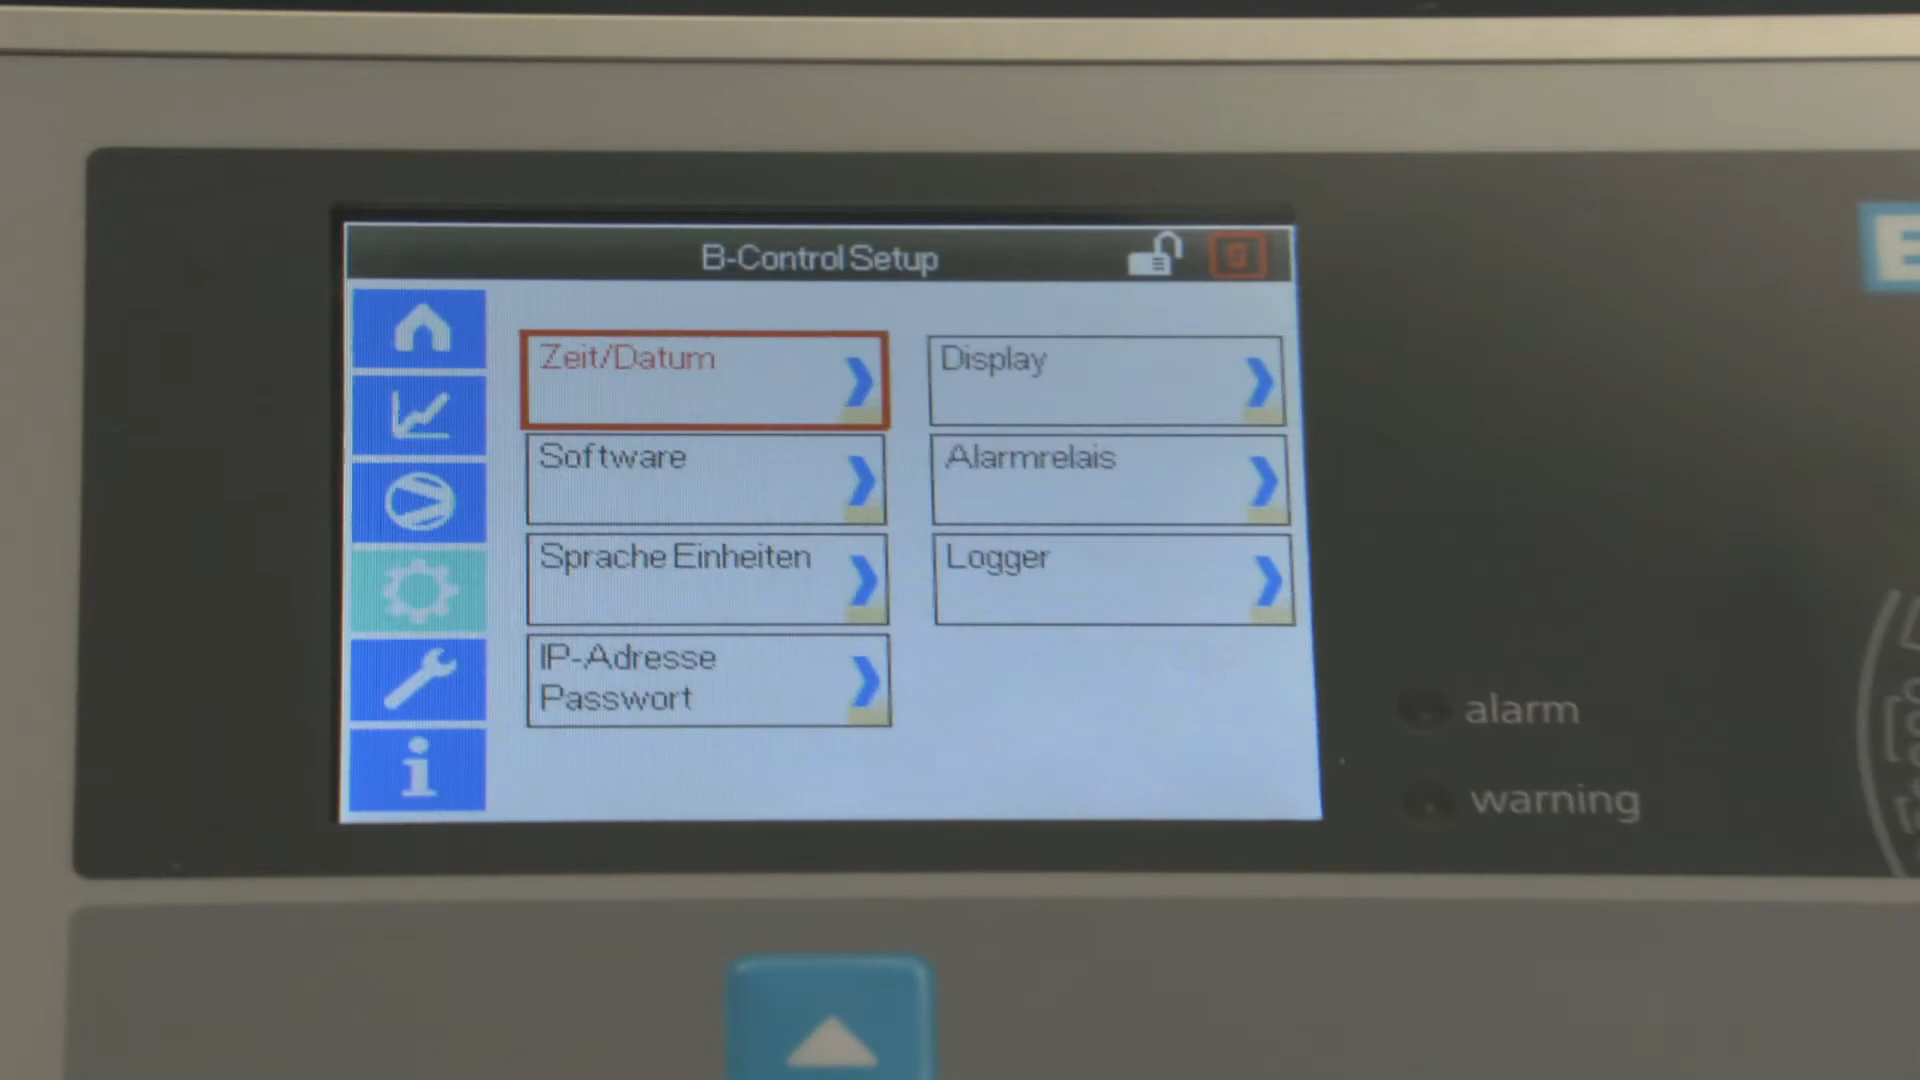 B-Control Setup
Zeit/Datum
Display
Software
Alarmrelais
Sprache Einheiten
Logger
IP-Adresse
Passwort
alarm
warning